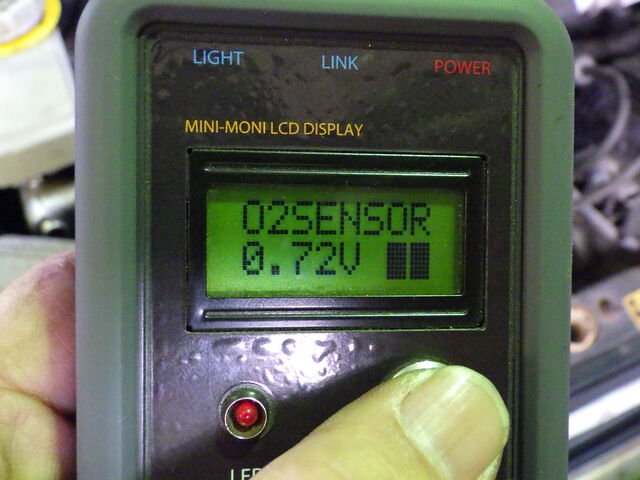 LIGHT LINK POWER
MINI-MONI LCD DISPLAY
O2SENSOR
0.72V